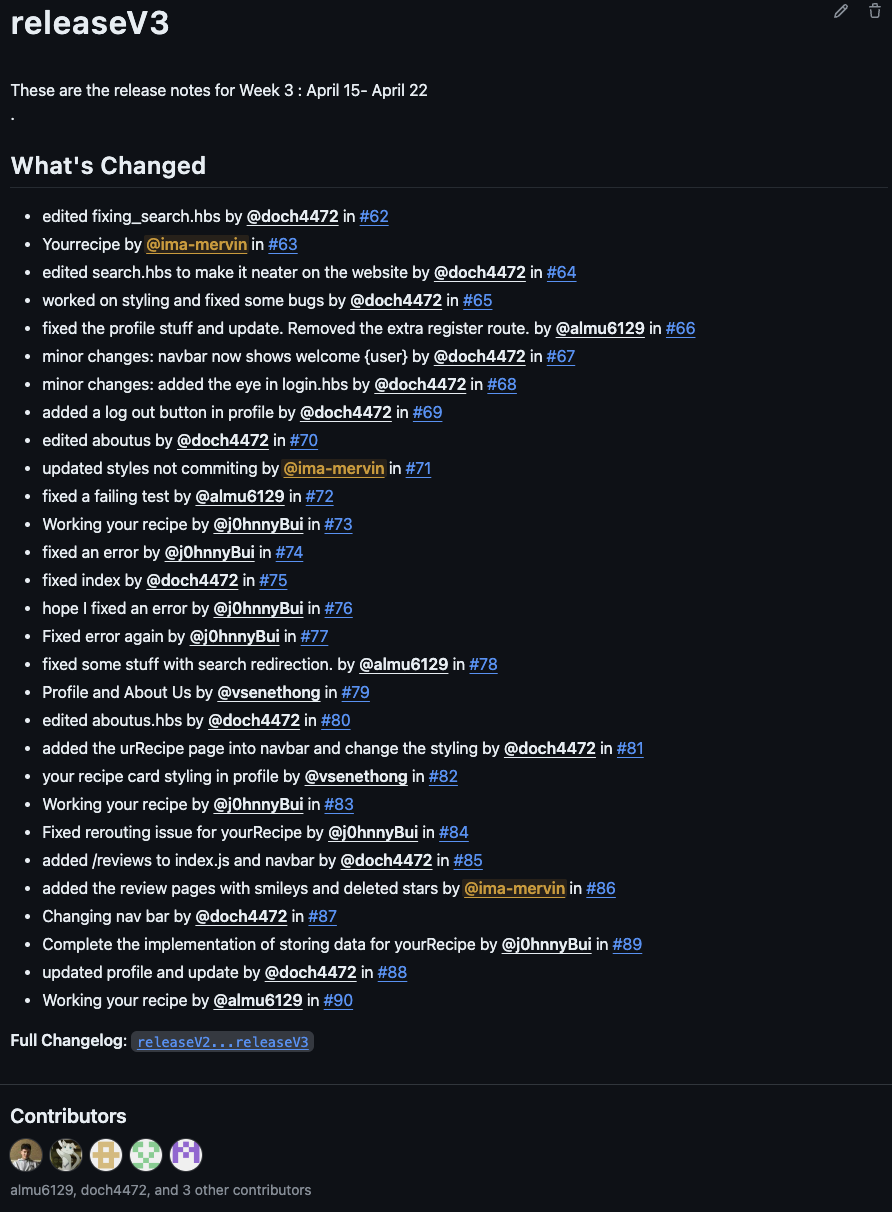 releaseV3
These are the release notes for Week 3 : April 15- April 22
.
What's Changed
• edited fixing_search.hbs by @doch4472 in #62
• Yourrecipe by @ima-mervin in #63
• edited search.hbs to make it neater on the website by @doch4472 in #64
• worked on styling and fixed some bugs by @doch4472 in #65
• fixed the profile stuff and update. Removed the extra register route. by @almu6129 in #66
• minor changes: navbar now shows welcome {user} by @doch4472 in #67
• minor changes: added the eye in login.hbs by @doch4472 in #68
• added a log out button in profile by @doch4472 in #69
• edited aboutus by @doch4472 in #70
• updated styles not commiting by @ima-mervin in #71
• fixed a failing test by @almu6129 in #72
• Working your recipe by @j0hnnyBui in #73
• fixed an error by @j0hnnyBui in #74
• fixed index by @doch4472 in #75
• hope I fixed an error by @j0hnnyBui in #76
• Fixed error again by @j0hnnyBui in #77
• fixed some stuff with search redirection. by @almu6129 in #78
• Profile and About Us by @vsenethong in #79
• edited aboutus.hbs by @doch4472 in #80
• added the urRecipe page into navbar and change the styling by @doch4472 in #81
• your recipe card styling in profile by @vsenethong in #82
• Working your recipe by @j0hnnyBui in #83
• Fixed rerouting issue for yourRecipe by @j0hnnyBui in #84
• added /reviews to index.js and navbar by @doch4472 in #85
• added the review pages with smileys and deleted stars by @ima-mervin in #86
• Changing nav bar by @doch4472 in #87
• Complete the implementation of storing data for yourRecipe by @j0hnnyBui in #89
• updated profile and update by @doch4472 in #88
• Working your recipe by @almu6129 in #90
Full Changelog: releaseV2...releaseV3
Contributors
almu6129, doch4472, and 3 other contributors